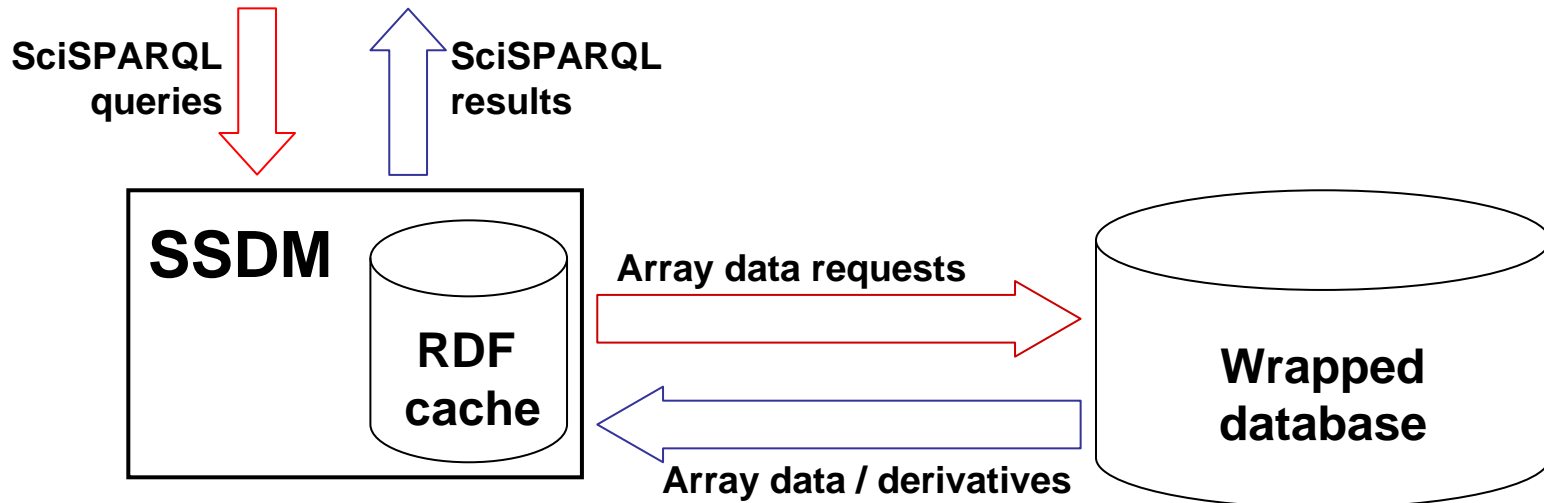 SciSPARQL
queries
SciSPARQL
results
SSDM
RDF
cache
Array data requests
Array data / derivatives
Wrapped
database